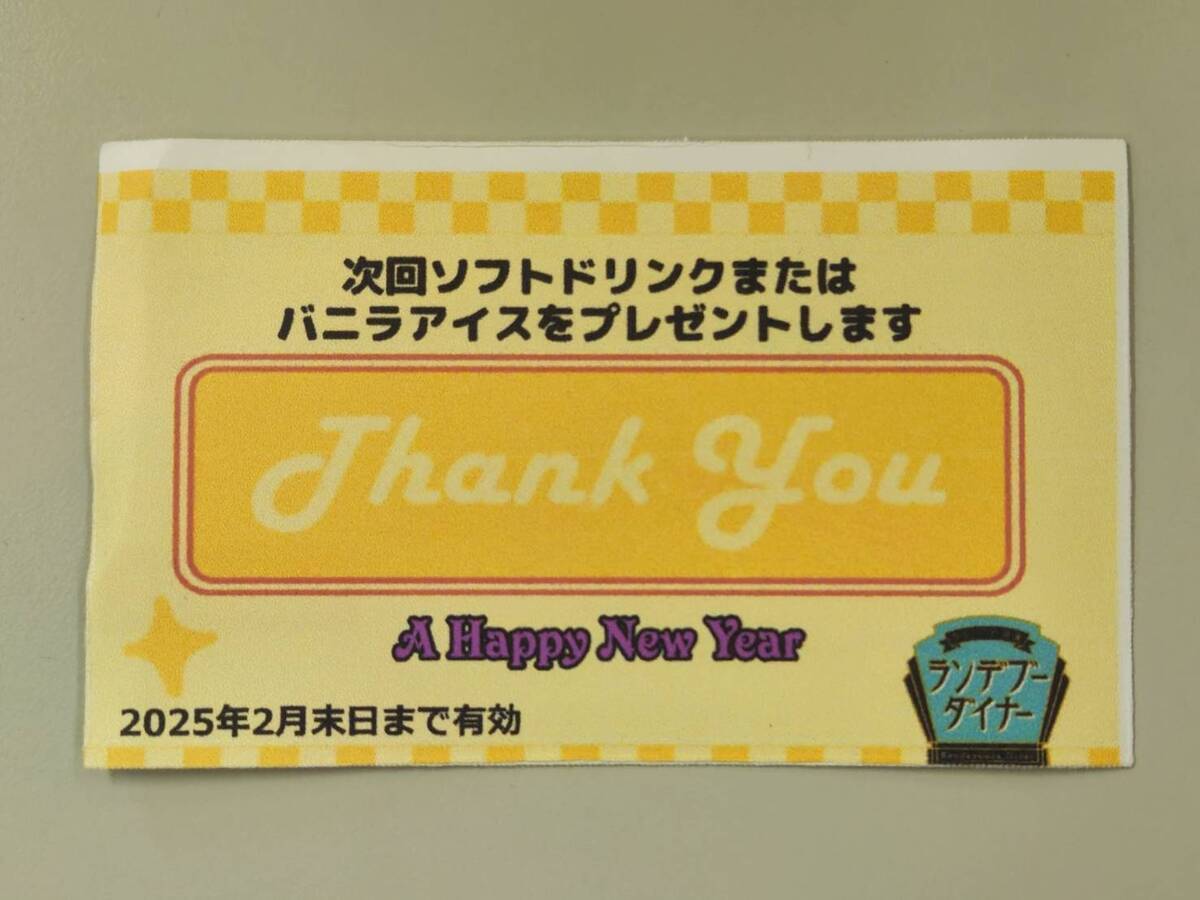 次回ソフトドリンクまたは
バニラアイスをプレゼントします
Thank You
A Happy New Year
ランデブー
ダイナー
2025年2月末日まで有効